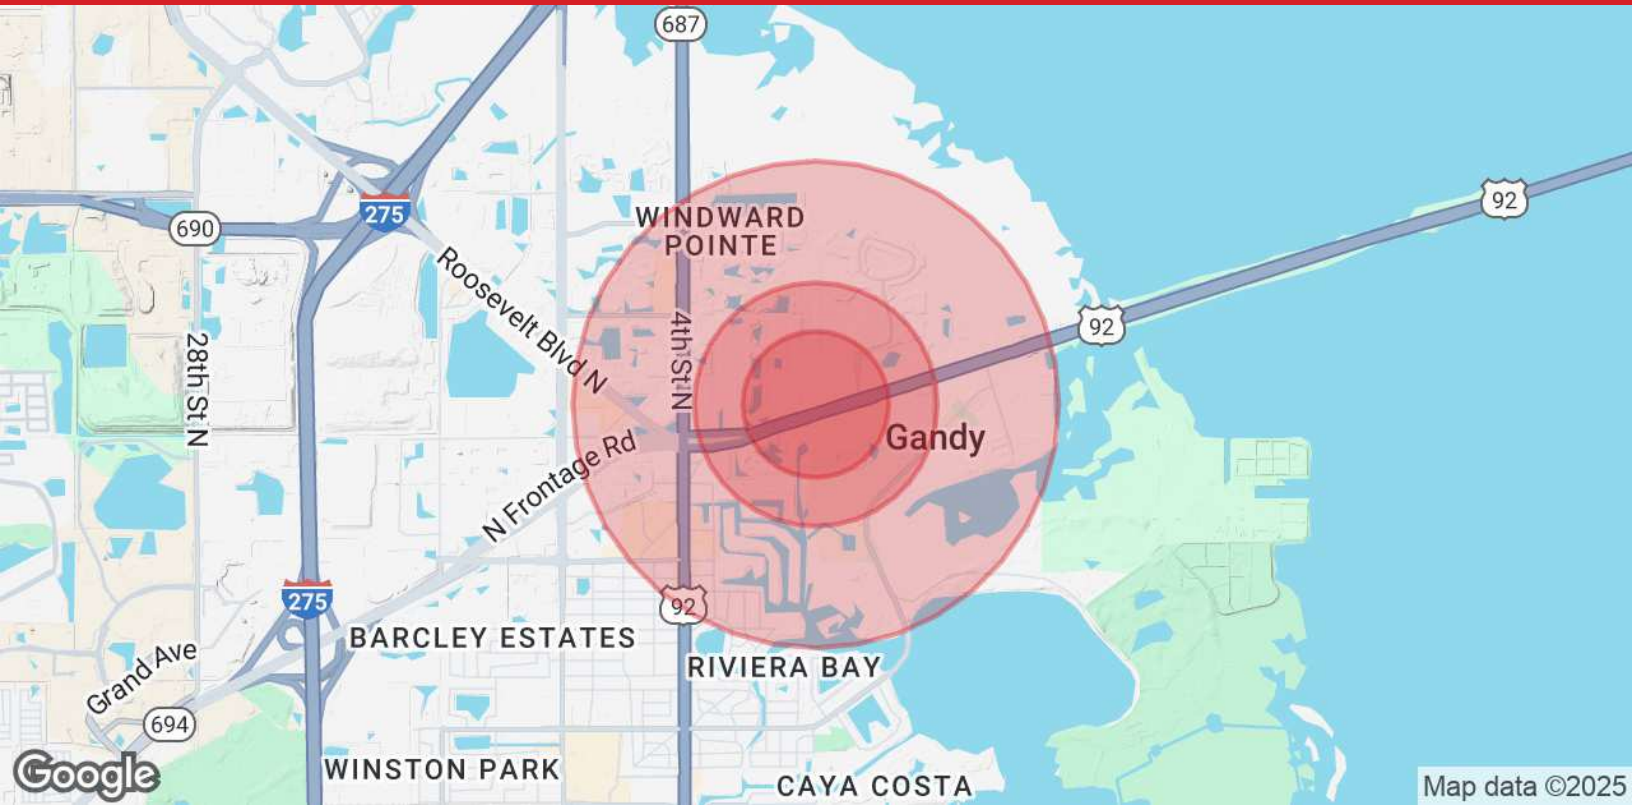 687
92
275
690
WINDWARD
POINTE
Roosevelt Blvd N
92
28th St N
4th St N
Gandy
N Frontage Rd
275
92
BARCLEY ESTATES
RIVIERA BAY
Grand Ave
694
WINSTON PARK
CAYA COSTA
Google
Map data ©2025